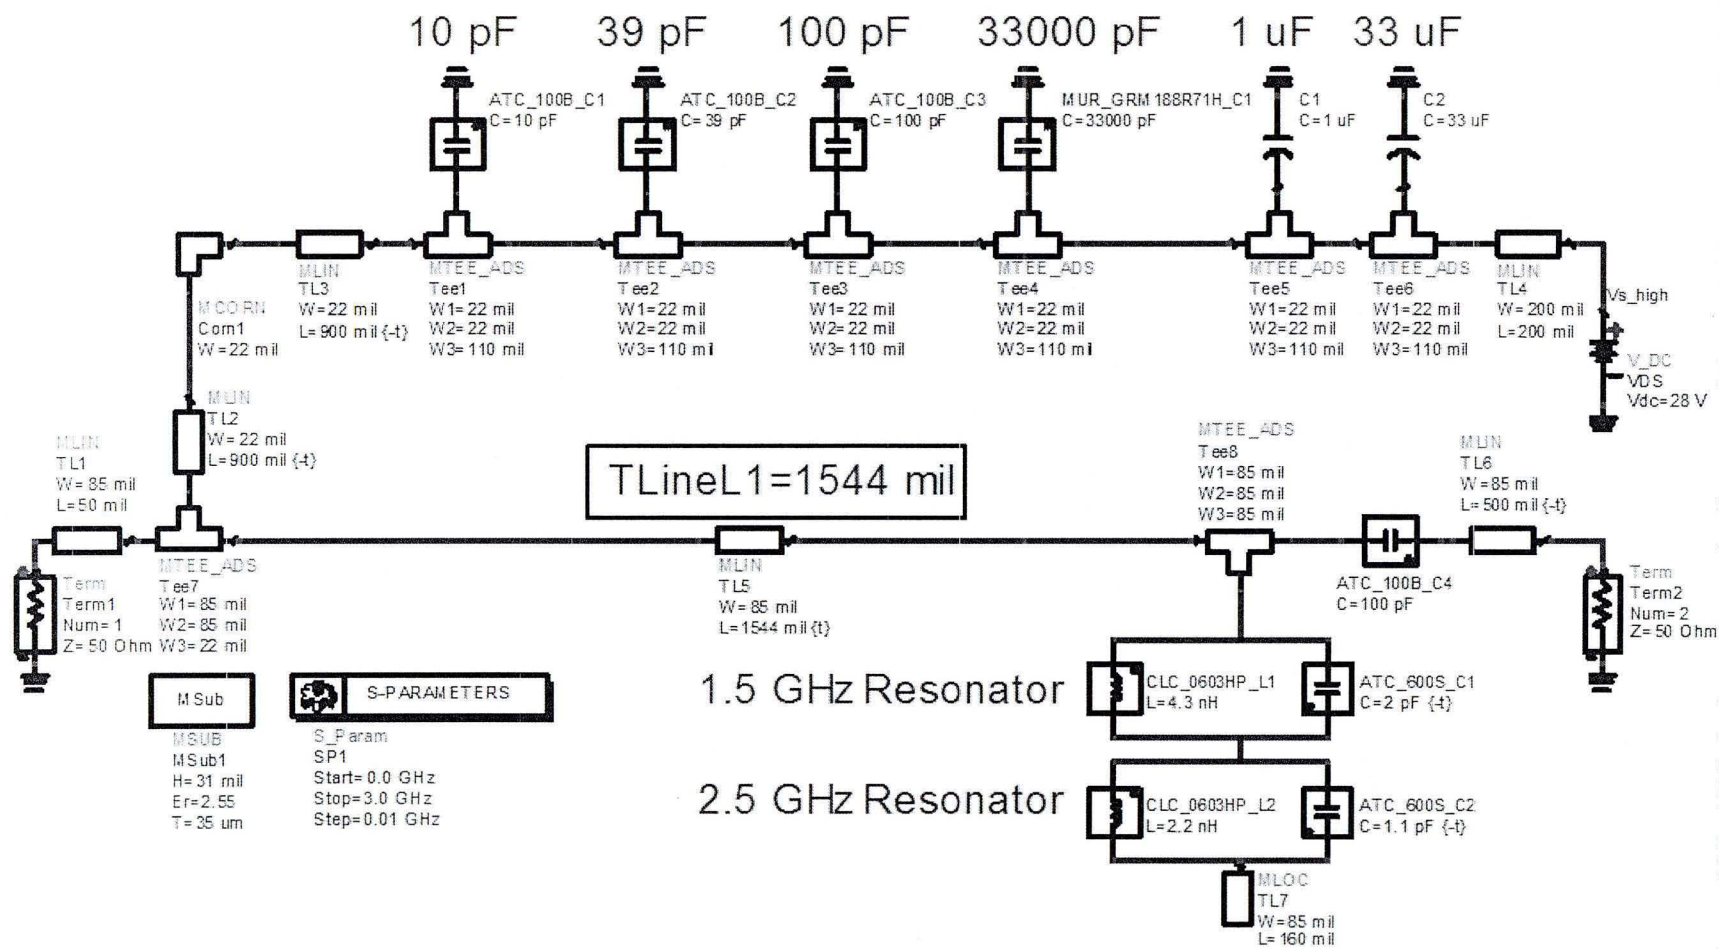 10 pF
39 pF
100 pF
33000 pF
1 uF
33 uF
ATC_100B_C1
C=10 pF
ATC_100B_C2
C=39 pF
ATC_100B_C3
C=100 pF
MUR_GRM188R71H_C1
C=33000 pF
C1
C=1 uF
C2
C=33 uF
MCORN
Corn1
W=22 mil
MLIN
TL3
W=22 mil
L=900 mil {-t}
MTEE_ADS
Tee1
W1=22 mil
W2=22 mil
W3=110 mil
MTEE_ADS
Tee2
W1=22 mil
W2=22 mil
W3=110 mil
MTEE_ADS
Tee3
W1=22 mil
W2=22 mil
W3=110 mil
MTEE_ADS
Tee4
W1=22 mil
W2=22 mil
W3=110 mil
MTEE_ADS
Tee5
W1=22 mil
W2=22 mil
W3=110 mil
MTEE_ADS
Tee6
W1=22 mil
W2=22 mil
W3=110 mil
MLIN
TL4
W=200 mil
L=200 mil
Vs_high
V_DC
VDS
Vdc=28 V
MLIN
TL2
W=22 mil
L=900 mil {-t}
MLIN
TL1
W=85 mil
L=50 mil
TLineL1=1544 mil
MTEE_ADS
Tee8
W1=85 mil
W2=85 mil
W3=85 mil
MLIN
TL6
W=85 mil
L=500 mil {-t}
Term
Term1
Num=1
Z=50 Ohm
MTEE_ADS
Tee7
W1=85 mil
W2=85 mil
W3=22 mil
MLIN
TL5
W=85 mil
L=1544 mil {t}
ATC_100B_C4
C=100 pF
Term
Term2
Num=2
Z=50 Ohm
MSub
MSUB
MSub1
H=31 mil
Er=2.55
T=35 um
S-PARAMETERS
S_Param
SP1
Start=0.0 GHz
Stop=3.0 GHz
Step=0.01 GHz
1.5 GHz Resonator
CLC_0603HP_L1
L=4.3 nH
ATC_600S_C1
C=2 pF {-t}
2.5 GHz Resonator
CLC_0603HP_L2
L=2.2 nH
ATC_600S_C2
C=1.1 pF {-t}
MLOC
TL7
W=85 mil
L=160 mil